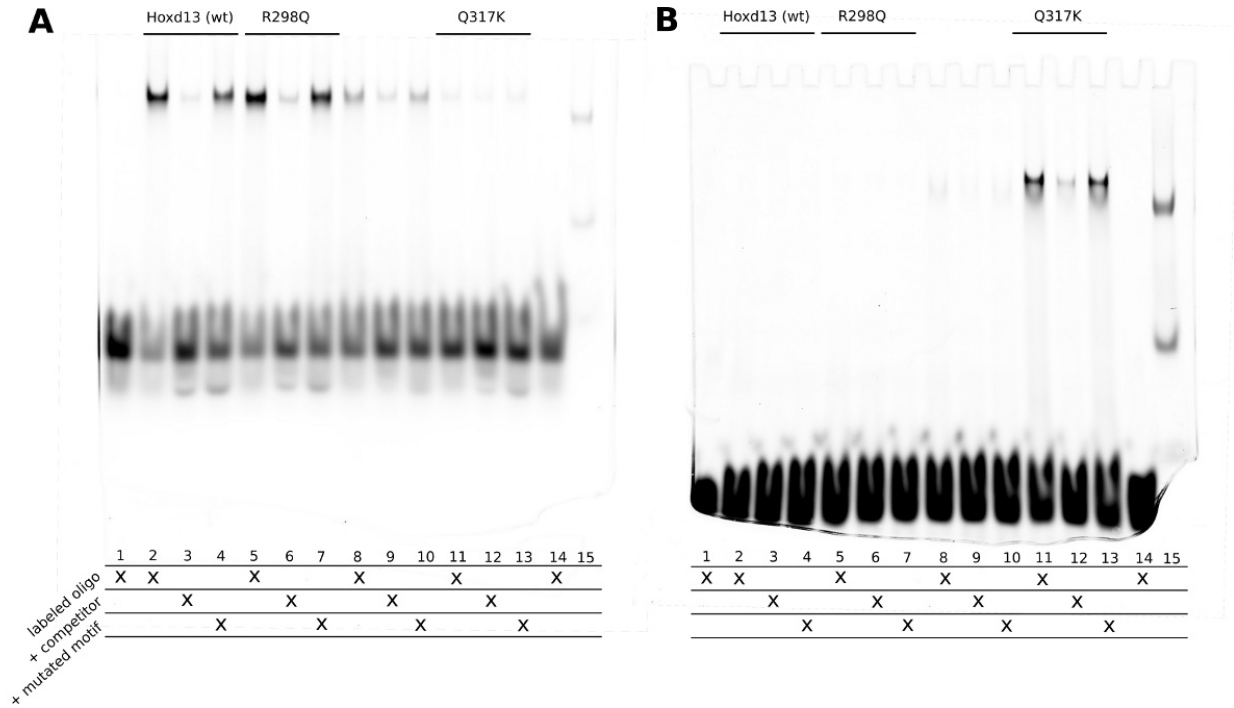 A
Hoxd13 (wt) R298Q Q317K
B
Hoxd13 (wt) R298Q Q317K
1 2 3 4 5 6 7 8 9 10 11 12 13 14 15
labeled oligo X X X X X X
+ competitor X X X X
+ mutated motif X X X X
1 2 3 4 5 6 7 8 9 10 11 12 13 14 15
X X X X X X
X X X X
X X X X